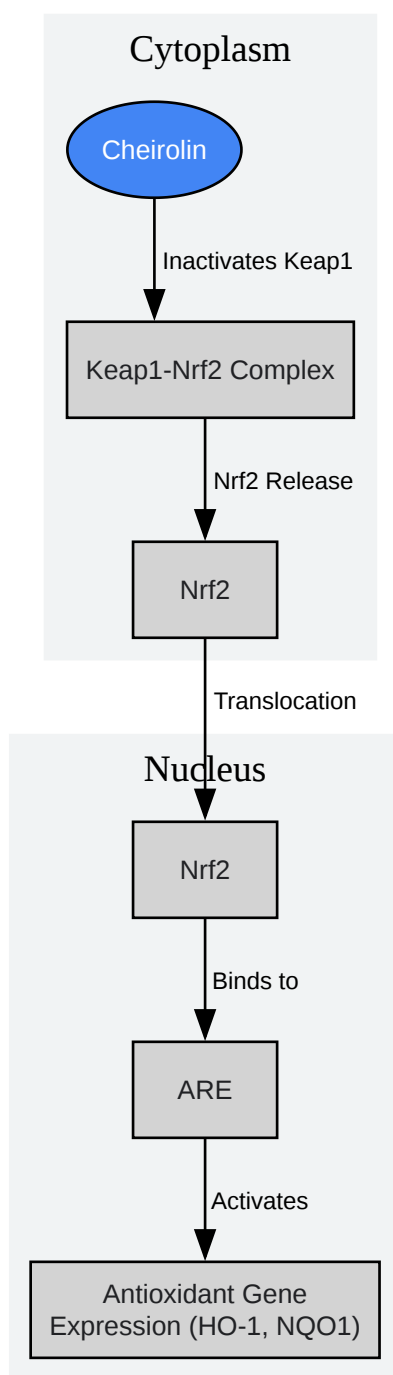 Cytoplasm
Cheirolin
Inactivates Keap1
Keap1-Nrf2 Complex
Nrf2 Release
Nrf2
Translocation
Nucleus
Nrf2
Binds to
ARE
Activates
Antioxidant Gene
Expression (HO-1, NQO1)